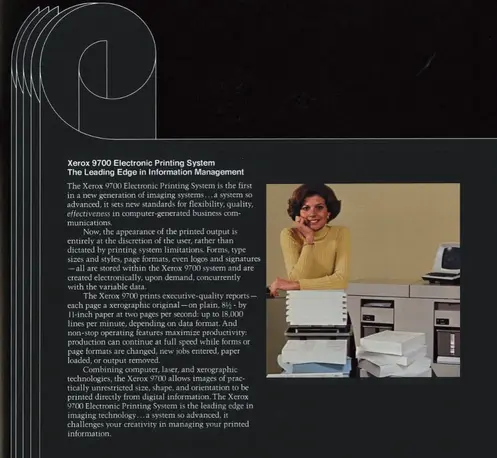 Xerox 9700 Electronic Printing System
The Leading Edge in Information Management
The Xerox 9700 Electronic Printing System is the first
in a new generation of imaging systems...a system so
advanced, it sets new standards for flexibility, quality,
effectiveness in computer-generated business com-
munications.
Now, the appearance of the printed output is
entirely at the discretion of the user, rather than
dictated by printing system limitations. Forms, type
sizes and styles, page formats, even logos and signatures
—all are stored within the Xerox 9700 system and are
created electronically, upon demand, concurrently
with the variable data.
The Xerox 9700 prints executive-quality reports—
each page a xerographic original—on plain, 8½- by
11-inch paper at two pages per second: up to 18,000
lines per minute, depending on data format. And
non-stop operating features maximize productivity:
production can continue at full speed while forms or
page formats are changed, new jobs entered, paper
loaded, or output removed.
Combining computer, laser, and xerographic
technologies, the Xerox 9700 allows images of prac-
tically unrestricted size, shape, and orientation to be
printed directly from digital information. The Xerox
9700 Electronic Printing System is the leading edge in
imaging technology...a system so advanced, it
challenges your creativity in managing your printed
information.